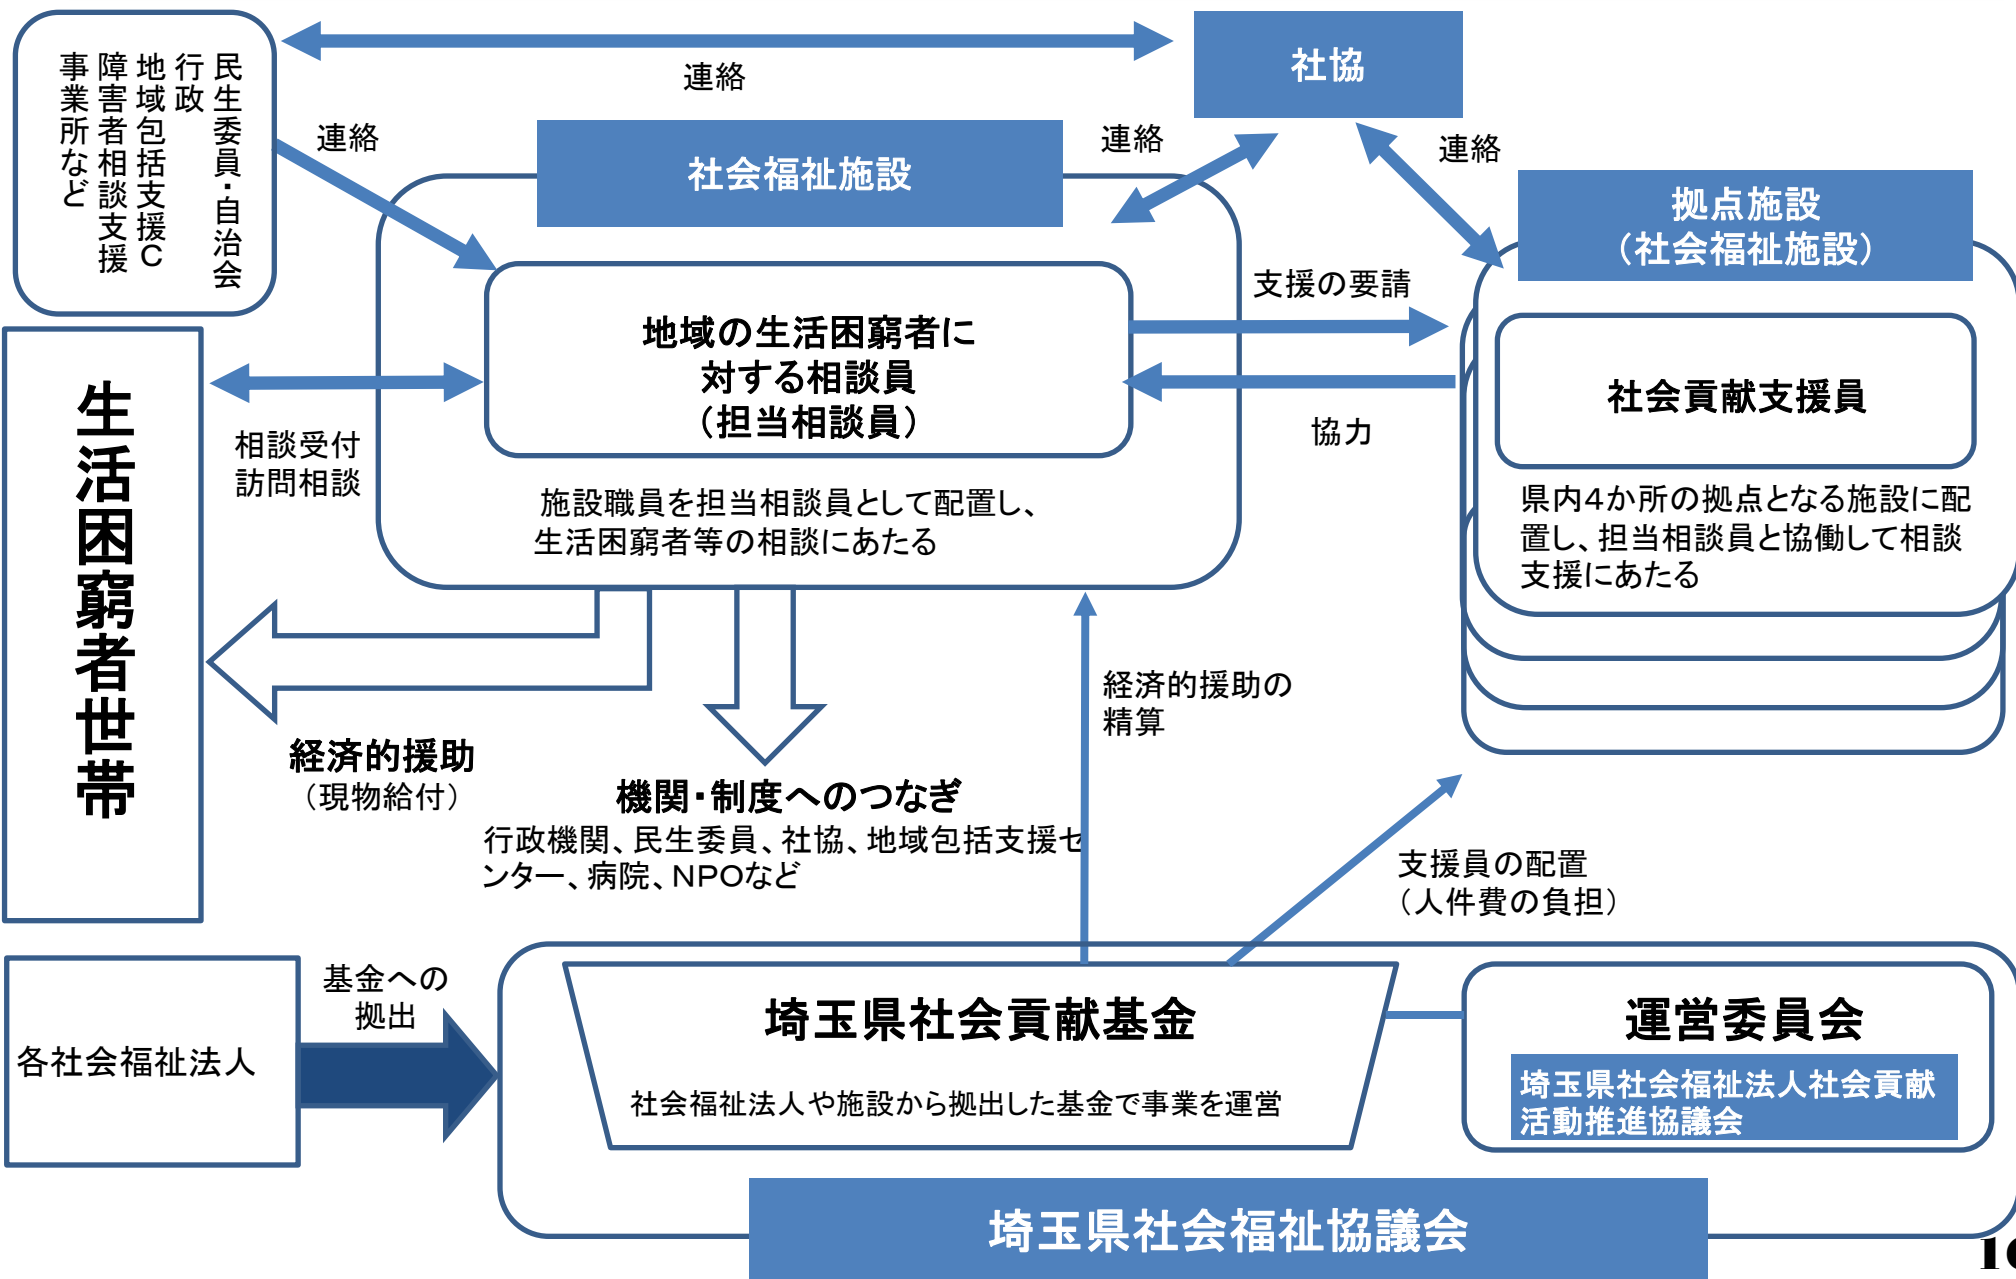 民生委員・自治会
行政
地域包括支援C
障害者相談支援
事業所など
連絡
社協
連絡
社会福祉施設
連絡
連絡
拠点施設
（社会福祉施設）
地域の生活困窮者に
対する相談員
（担当相談員）
支援の要請
協力
社会貢献支援員
生活困窮者世帯
相談受付
訪問相談
施設職員を担当相談員として配置し、
生活困窮者等の相談にあたる
県内４か所の拠点となる施設に配
置し、担当相談員と協働して相談
支援にあたる
経済的援助の
精算
経済的援助
（現物給付）
機関・制度へのつなぎ
行政機関、民生委員、社協、地域包括支援セ
ンター、病院、NPOなど
支援員の配置
（人件費の負担）
各社会福祉法人
基金への
拠出
埼玉県社会貢献基金
社会福祉法人や施設から拠出した基金で事業を運営
運営委員会
埼玉県社会福祉法人社会貢献
活動推進協議会
埼玉県社会福祉協議会